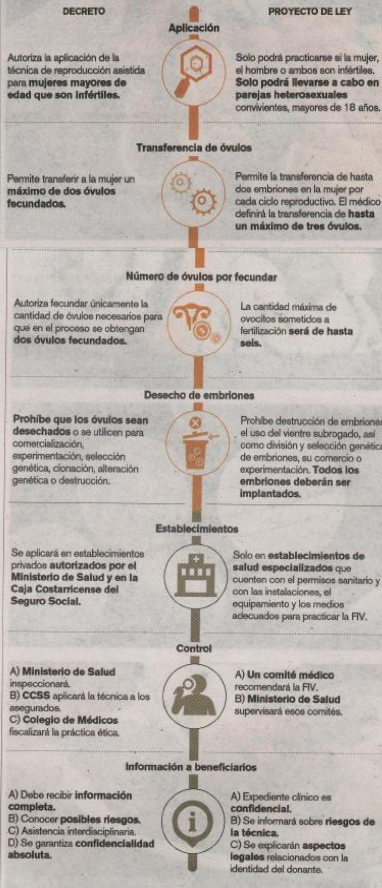 DECRETO
PROYECTO DE LEY
Aplicación
Autoriza la aplicación de la
técnica de reproducción asistida
para mujeres mayores de
edad que son infértiles.
Solo podrá practicarse si la mujer,
el hombre o ambos son infértiles.
Solo podrá llevarse a cabo en
parejas heterosexuales
convivientes, mayores de 18 años.
Transferencia de óvulos
Permite transferir a la mujer un
máximo de dos óvulos
fecundados.
Permite la transferencia de hasta
dos embriones en la mujer por
cada ciclo reproductivo. El médico
definirá la transferencia de hasta
un máximo de tres óvulos.
Número de óvulos por fecundar
Autoriza fecundar únicamente la
cantidad de óvulos necesarios para
que en el proceso se obtengan
dos óvulos fecundados.
La cantidad máxima de
ovocitos sometidos a
fertilización será de hasta
seis.
Desecho de embriones
Prohíbe que los óvulos sean
desechados o se utilicen para
comercialización,
experimentación, selección
genética, clonación, alteración
genética o destrucción.
Prohíbe destrucción de embriones
el uso del vientre subrogado, así
como división y selección genética
de embriones, su comercio o
experimentación. Todos los
embriones deberán ser
implantados.
Establecimientos
Se aplicará en establecimientos
privados autorizados por el
Ministerio de Salud y en la
Caja Costarricense del
Seguro Social.
Solo en establecimientos de
salud especializados que
cuenten con el permisos sanitario y
con las instalaciones, el
equipamiento y los medios
adecuados para practicar la FIV.
Control
A) Ministerio de Salud
inspeccionará.
B) CCSS aplicará la técnica a los
asegurados.
C) Colegio de Médicos
fiscalizará la práctica ética.
A) Un comité médico
recomendará la FIV.
B) Ministerio de Salud
supervisará esos comités.
Información a beneficiarios
A) Debe recibir información
completa.
B) Conocer posibles riesgos.
C) Asistencia interdisciplinaria.
D) Se garantiza confidencialidad
absoluta.
A) Expediente clínico es
confidencial.
B) Se informará sobre riesgos de
la técnica.
C) Se explicarán aspectos
legales relacionados con la
identidad del donante.